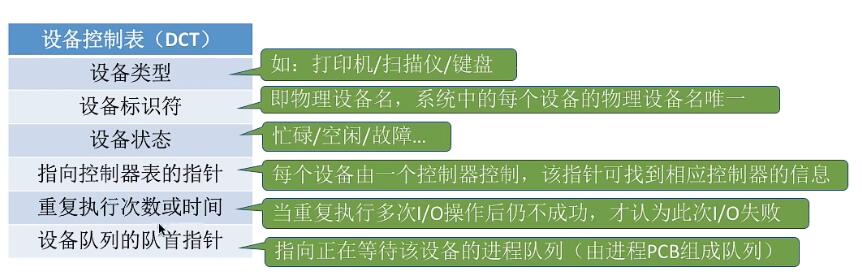 设备控制表（DCT）
设备类型
如：打印机/扫描仪/键盘
设备标识符
即物理设备名，系统中的每个设备的物理设备名唯一
设备状态
忙碌/空闲/故障...
指向控制器表的指针
每个设备由一个控制器控制，该指针可找到相应控制器的信息
重复执行次数或时间
当重复执行多次I/O操作后仍不成功，才认为此次I/O失败
设备队列的队首指针
指向正在等待该设备的进程队列（由进程PCB组成队列）